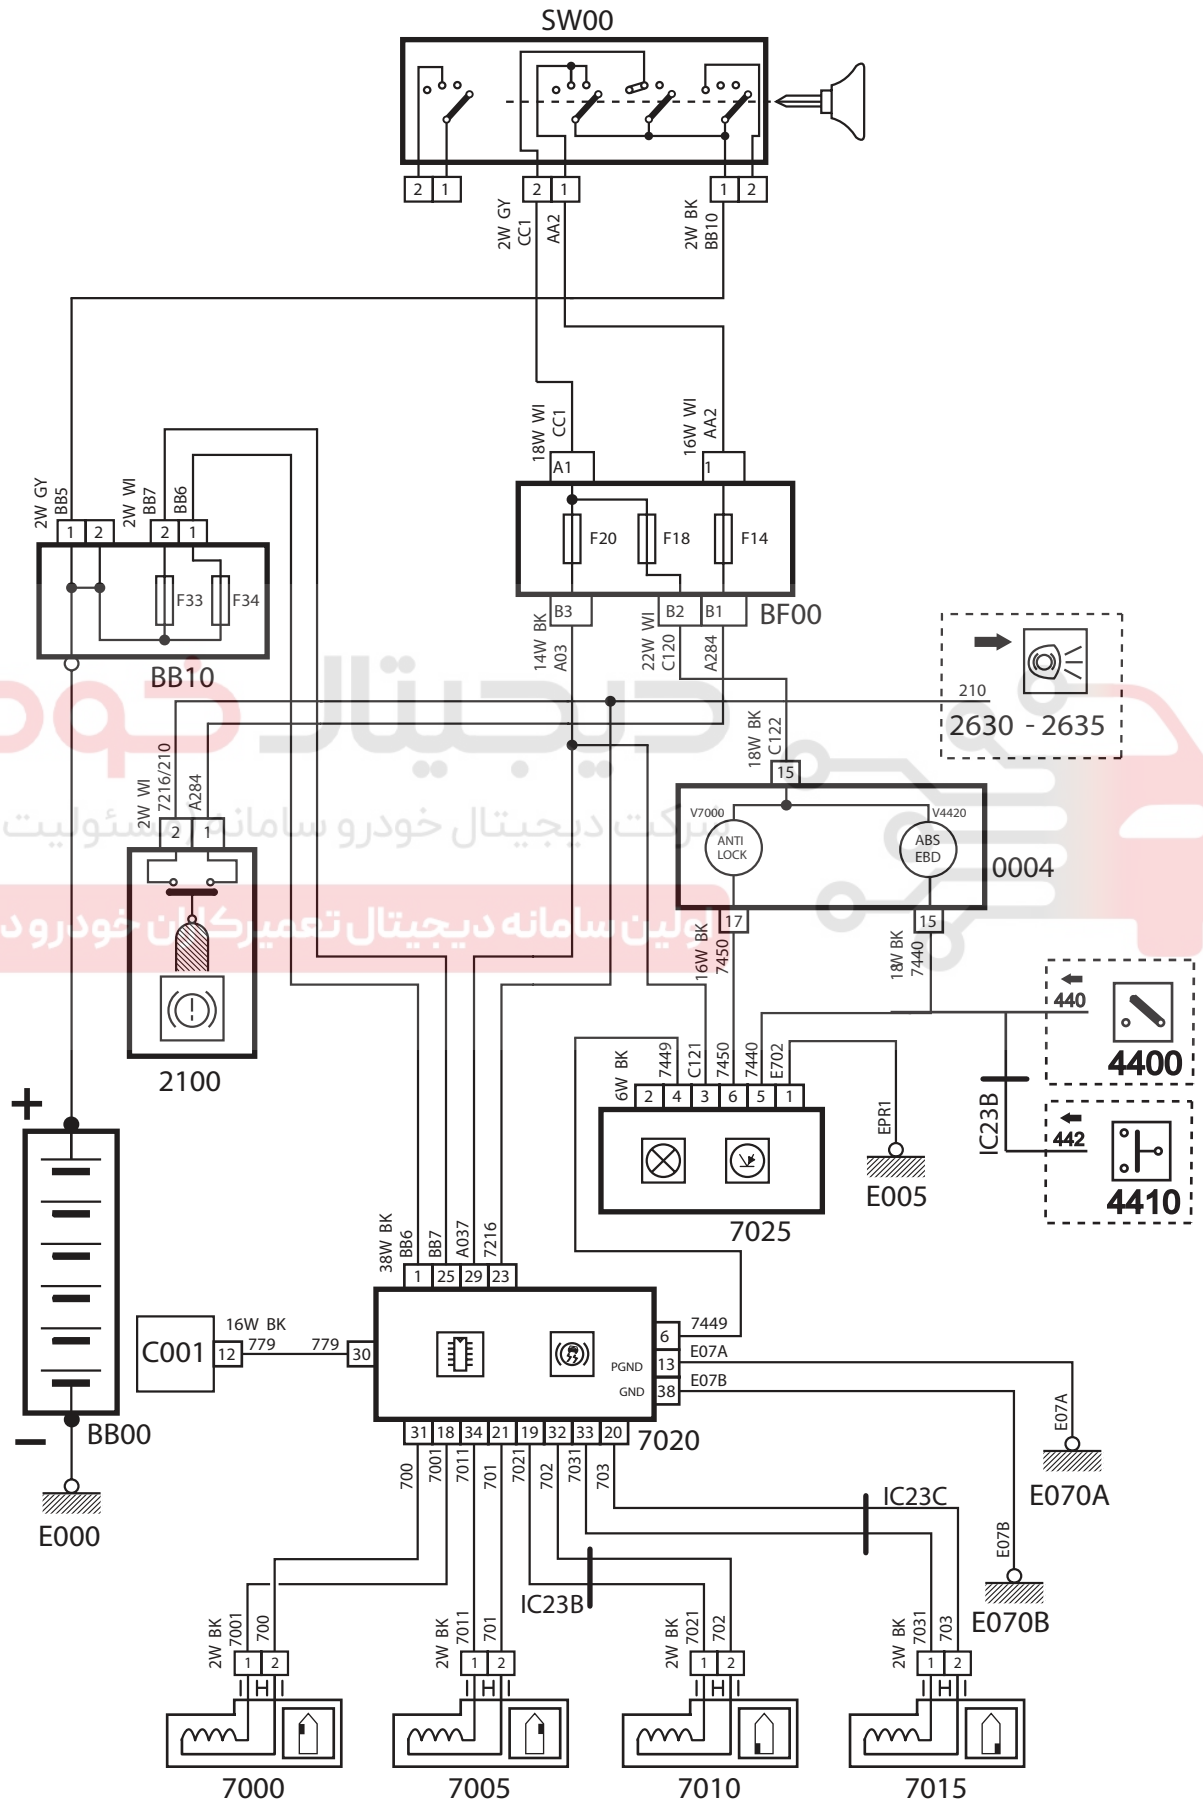 SW00
2 1
2 1
1 2
2W GY
CC1
AA2
2W BK
BB10
18W WI
CC1
16W WI
AA2
A1
1
F20
F18
F14
B3
B2 B1
BF00
14W BK
A03
22W WI
C120
A284
2W GY
BB5
2W WI
BB7
BB6
1 2
2 1
F33
F34
BB10
دیجیتال خودرو
شرکت دیجیتال خودرو سامانه (مسئولیت
اولین سامانه دیجیتال تعمیرکاران خودرو د
210
2630 - 2635
2W WI
7216/210
A284
2 1
2100
18W BK
C122
15
V7000
V4420
ANTI
LOCK
ABS
EBD
0004
17
15
16W BK
7450
18W BK
7440
440
4400
442
4410
IC23B
6W BK
7449
C121
7450
7440
E702
2 4 3 6 5 1
7025
EPR1
E005
+
−
BB00
E000
38W BK
BB6
BB7
A037
7216
1 25 29 23
C001
12
16W BK
779
779
30
PGND
GND
6
13
38
7449
E07A
E07B
7020
31 18 34 21 19 32 33 20
700
7001
7011
701
7021
702
7031
703
E07A
E070A
E07B
E070B
IC23C
IC23B
2W BK
7001
700
1 2
7000
2W BK
7011
701
1 2
7005
2W BK
7021
702
1 2
7010
2W BK
7031
703
1 2
7015